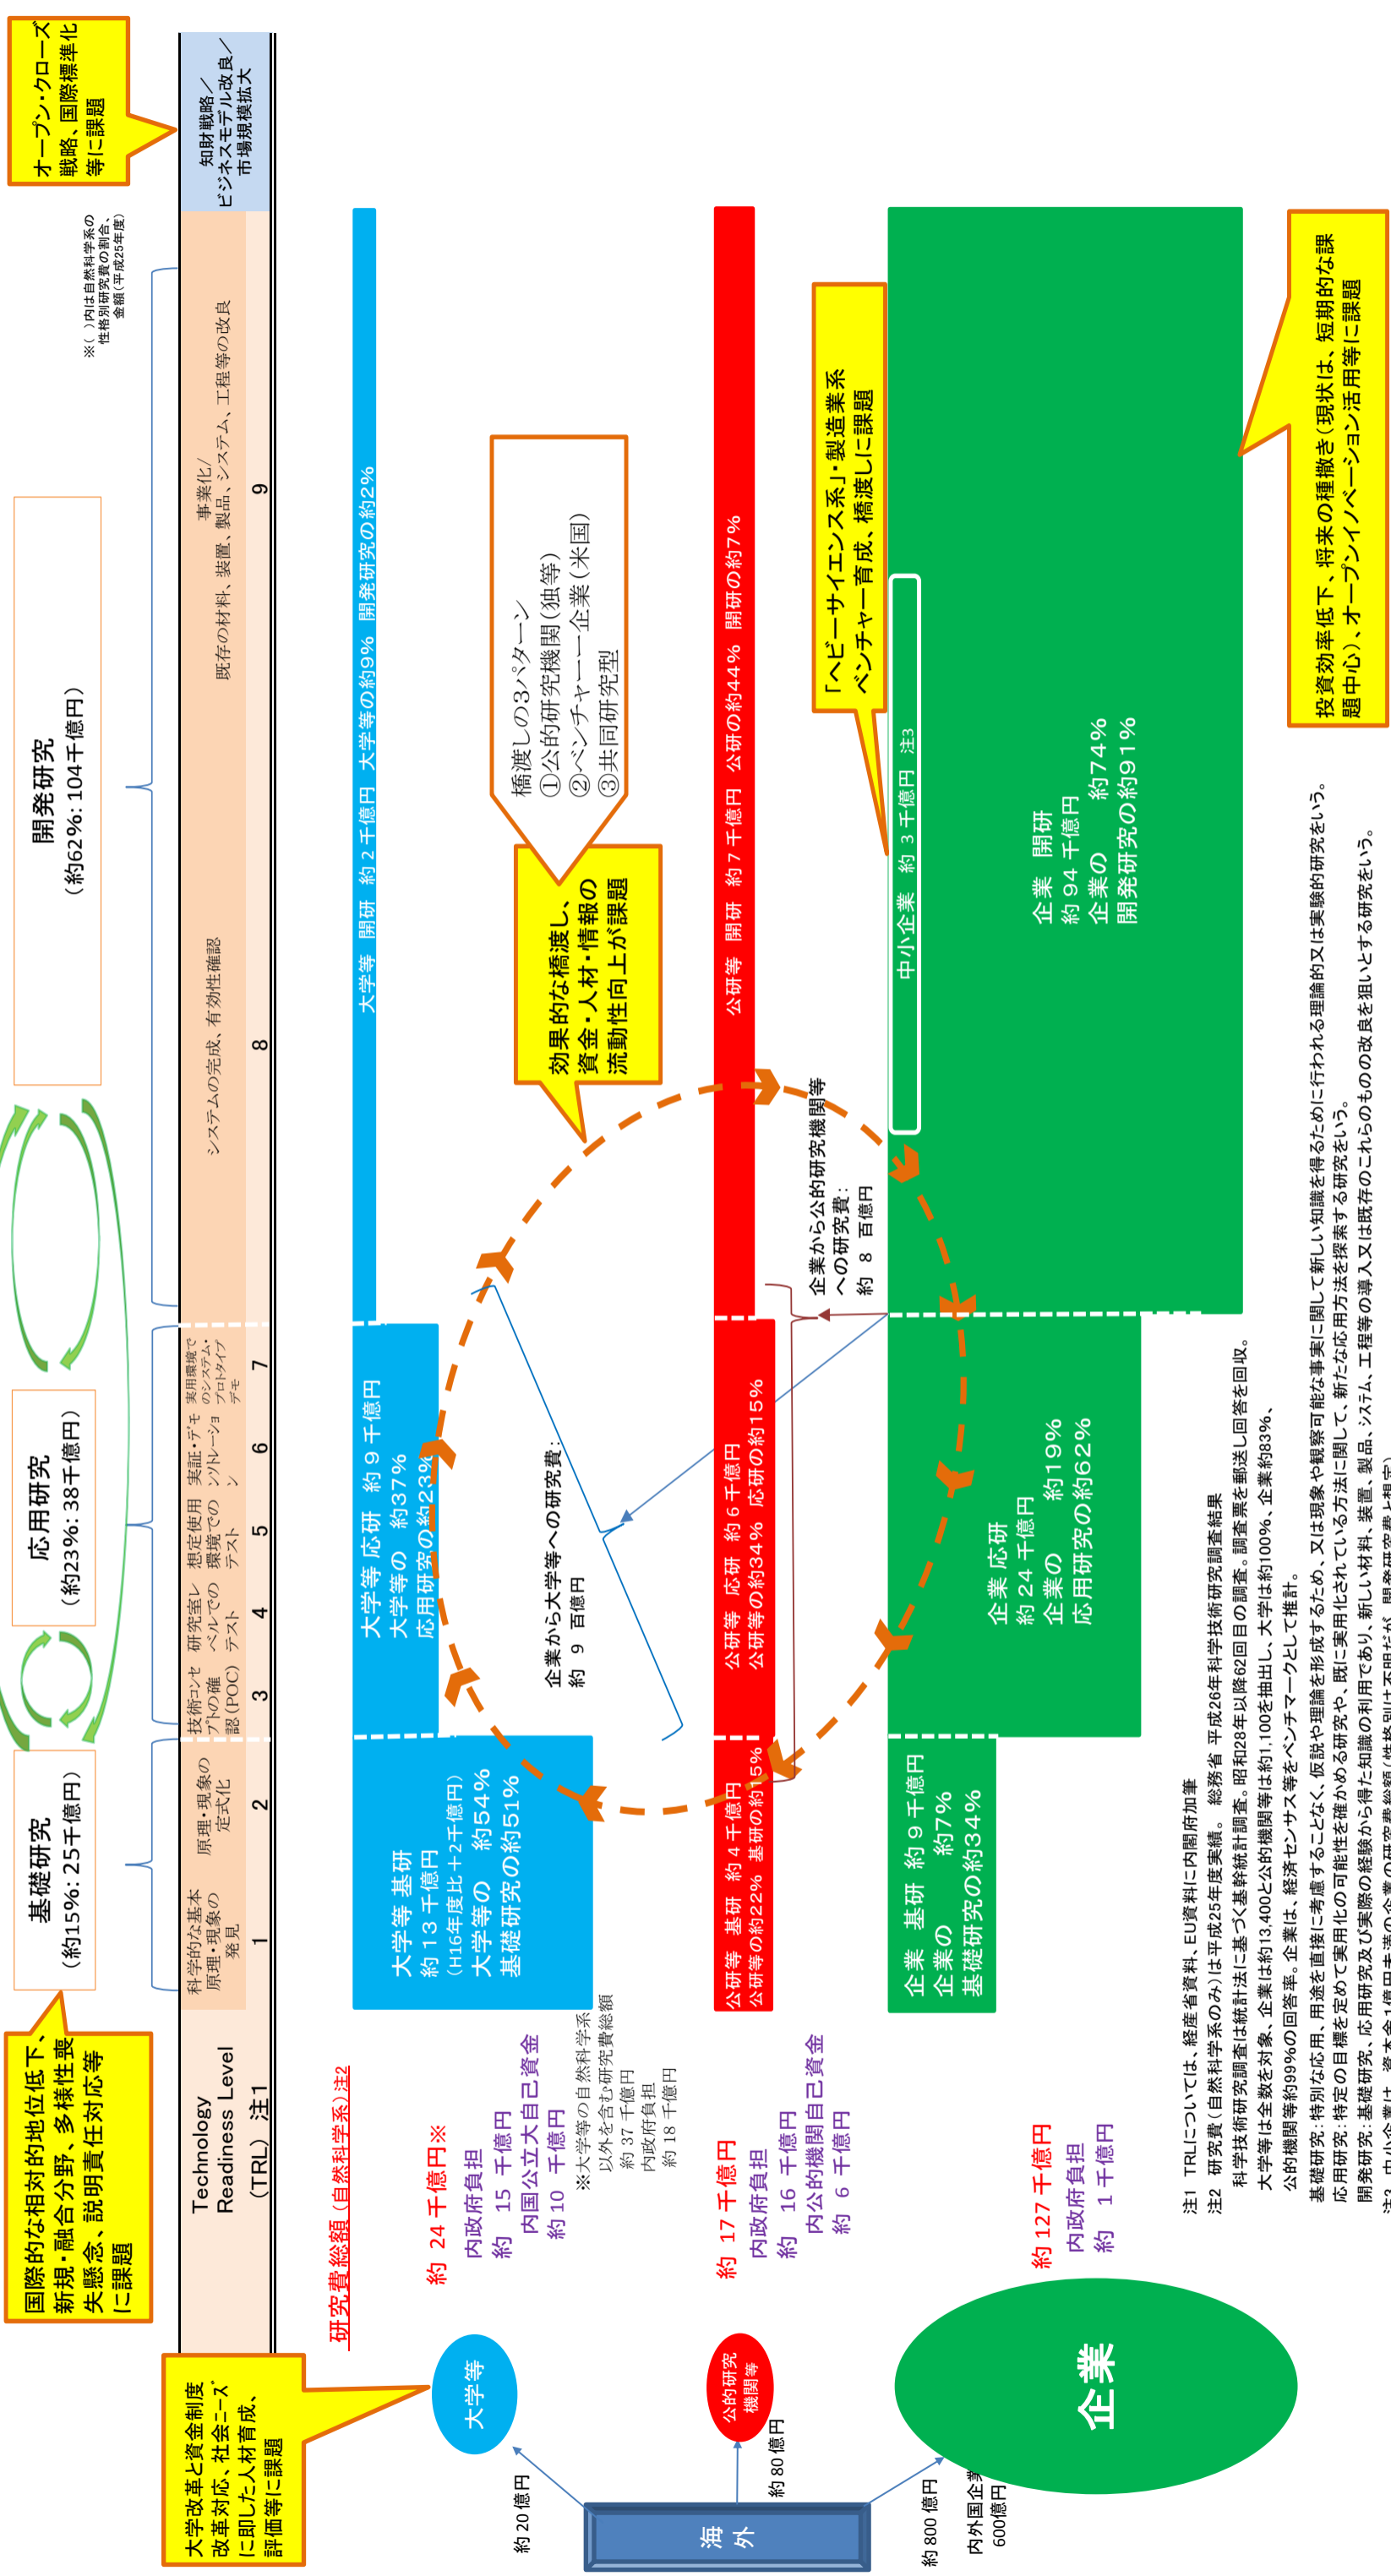 大学改革と資金制度
改革対応、社会ニーズ
に即した人材育成、
評価等に課題
国際的な相対的地位低下、
新規・融合分野、多様性喪
失懸念、説明責任対応等
に課題
基礎研究
（約15％：25千億円）
応用研究
（約23％：38千億円）
開発研究
（約62％：104千億円）
※（ ）内は自然科学系の
性格別研究費の割合、
金額（平成25年度）
オープン・クローズ
戦略、国際標準化
等に課題
Technology
Readiness Level
（TRL）注1
科学的な基本
原理・現象の
発見
1
原理・現象の
定式化
2
技術コンセ
プトの確
認（POC）
3
研究室レ
ベルでの
テスト
4
想定使用
環境での
テスト
5
実証・デモ
ンストレーショ
ン
6
実用環境で
のシステム・
プロトタイプ
デモ
7
システムの完成、有効性確認
8
事業化/
既存の材料、装置、製品、システム、工程等の改良
9
知財戦略／
ビジネスモデル改良／
市場規模拡大
研究費総額（自然科学系）注2
海外
約20億円
約80億円
約800億円
内外国企業
600億円
大学等
約 24 千億円※
内政府負担
約 15 千億円
内国公立大自己資金
約10 千億円
※大学等の自然科学系
以外を含む研究費総額
約 37 千億円
内政府負担
約 18 千億円
大学等 基研
約 13 千億円
（H16年度比＋2千億円）
大学等の 約54%
基礎研究の約51%
大学等 応研 約 9 千億円
大学等の 約37%
応用研究の約23%
大学等 開研 約 2 千億円 大学等の約9% 開発研究の約2%
企業から大学等への研究費：
約 9 百億円
効果的な橋渡し、
資金・人材・情報の
流動性向上が課題
橋渡しの3パターン
①公的研究機関（独等）
②ベンチャー企業（米国）
③共同研究型
公的研究
機関等
約 17 千億円
内政府負担
約 16 千億円
内公的機関自己資金
約 6 千億円
公研等 基研 約 4 千億円
公研等の約22% 基研の約15%
公研等 応研 約 6 千億円
公研等の約34% 応研の約15%
公研等 開研 約 7 千億円 公研の約44% 開研の約7%
企業から公的研究機関等
への研究費：
約 8 百億円
「ヘビーサイエンス系」・製造業系
ベンチャー育成、橋渡しに課題
企業
約 127 千億円
内政府負担
約 1 千億円
企業 基研 約 9 千億円
企業の 約7%
基礎研究の約34%
企業 応研
約 24 千億円
企業の 約19%
応用研究の約62%
中小企業 約 3 千億円 注3
企業 開研
約 94 千億円
企業の 約74%
開発研究の約91%
投資効率低下、将来の種撒き（現状は、短期的な課
題中心）、オープンイノベーション活用等に課題
注1 TRLについては、経産省資料、EU資料に内閣府加筆
注2 研究費（自然科学系のみ）は平成25年度実績。 総務省 平成26年科学技術研究調査結果
科学技術研究調査は統計法に基づく基幹統計調査。昭和28年以降62回目の調査。調査票を郵送し回答を回収。
大学等は全数を対象、企業は約13,400と公的機関等は約1,100を抽出し、大学は約100%、企業約83%、
公的機関等約99%の回答率。企業は、経済センサス等をベンチマークとして推計。
基礎研究：特別な応用、用途を直接に考慮することなく、仮説や理論を形成するため、又は現象や観察可能な事実に関して新しい知識を得るために行われる理論的又は実験的研究をいう。
応用研究：特定の目標を定めて実用化の可能性を確かめる研究や、既に実用化されている方法に関して、新たな応用方法を探索する研究をいう。
開発研究：基礎研究、応用研究及び実際の経験から得た知識の利用であり、新しい材料、装置、製品、システム、工程等の導入又は既存のこれらのものの改良を狙いとする研究をいう。
注3 中小企業は、資本金1億円未満の企業の研究費総額（性格別は不明だが、開発研究費と想定）